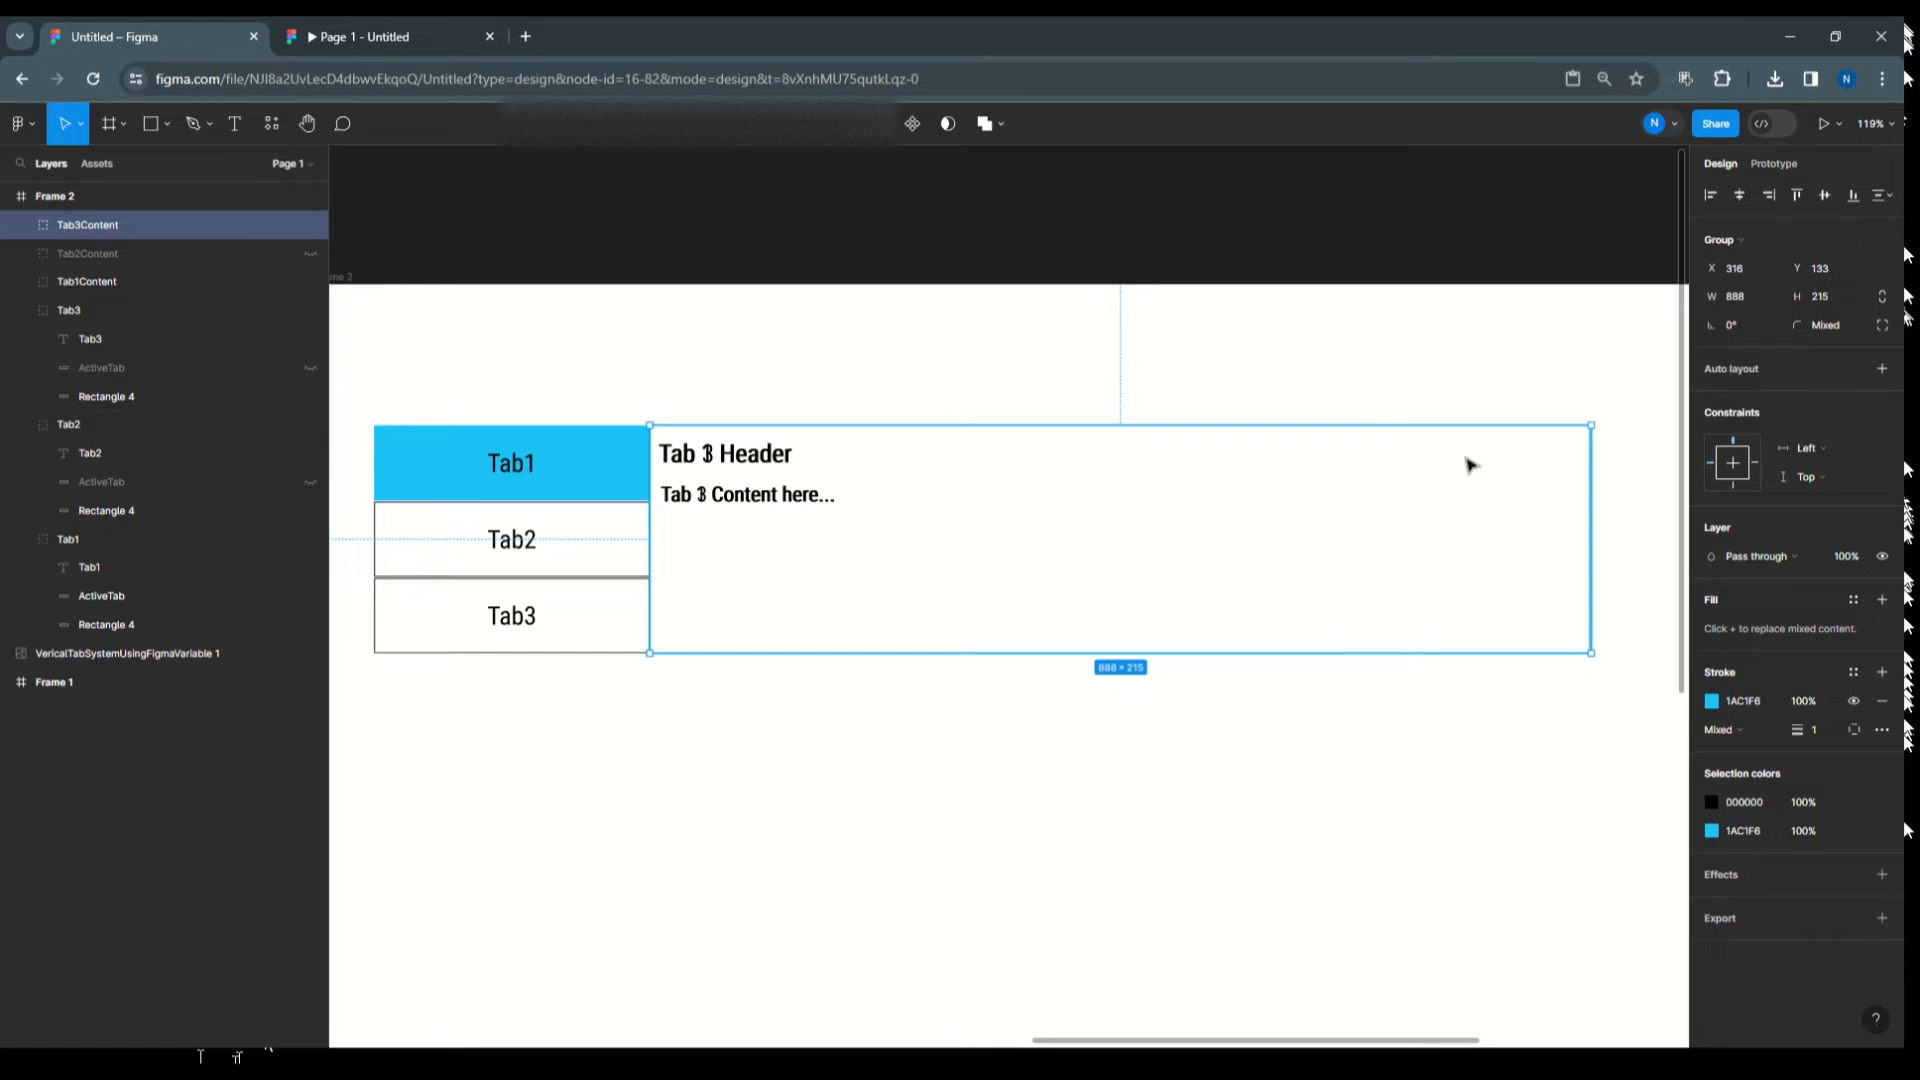 Untitled – Figma
Page 1 - Untitled
figma.com/file/NJl8a2UvLecD4dbwvEkqoQ/Untitled?type=design&node-id=16-82&mode=design&t=8vXnhMU75qutkLqz-0
N
N
Share
119%
Layers
Assets
Page 1
Frame 2
Tab3Content
Tab2Content
Tab1Content
Tab3
Tab3
ActiveTab
Rectangle 4
Tab2
Tab2
ActiveTab
Rectangle 4
Tab1
Tab1
ActiveTab
Rectangle 4
VericalTabSystemUsingFigmaVariable 1
Frame 1
me 2
Tab1
Tab2
Tab3
Tab 3 Header
Tab 3 Content here...
888 × 215
Design
Prototype
Group
X 316
Y 133
W 888
H 215
0°
Mixed
Auto layout
Constraints
Left
Top
Layer
Pass through
100%
Fill
Click + to replace mixed content.
Stroke
1AC1F6
100%
Mixed
1
Selection colors
000000
100%
1AC1F6
100%
Effects
Export
?